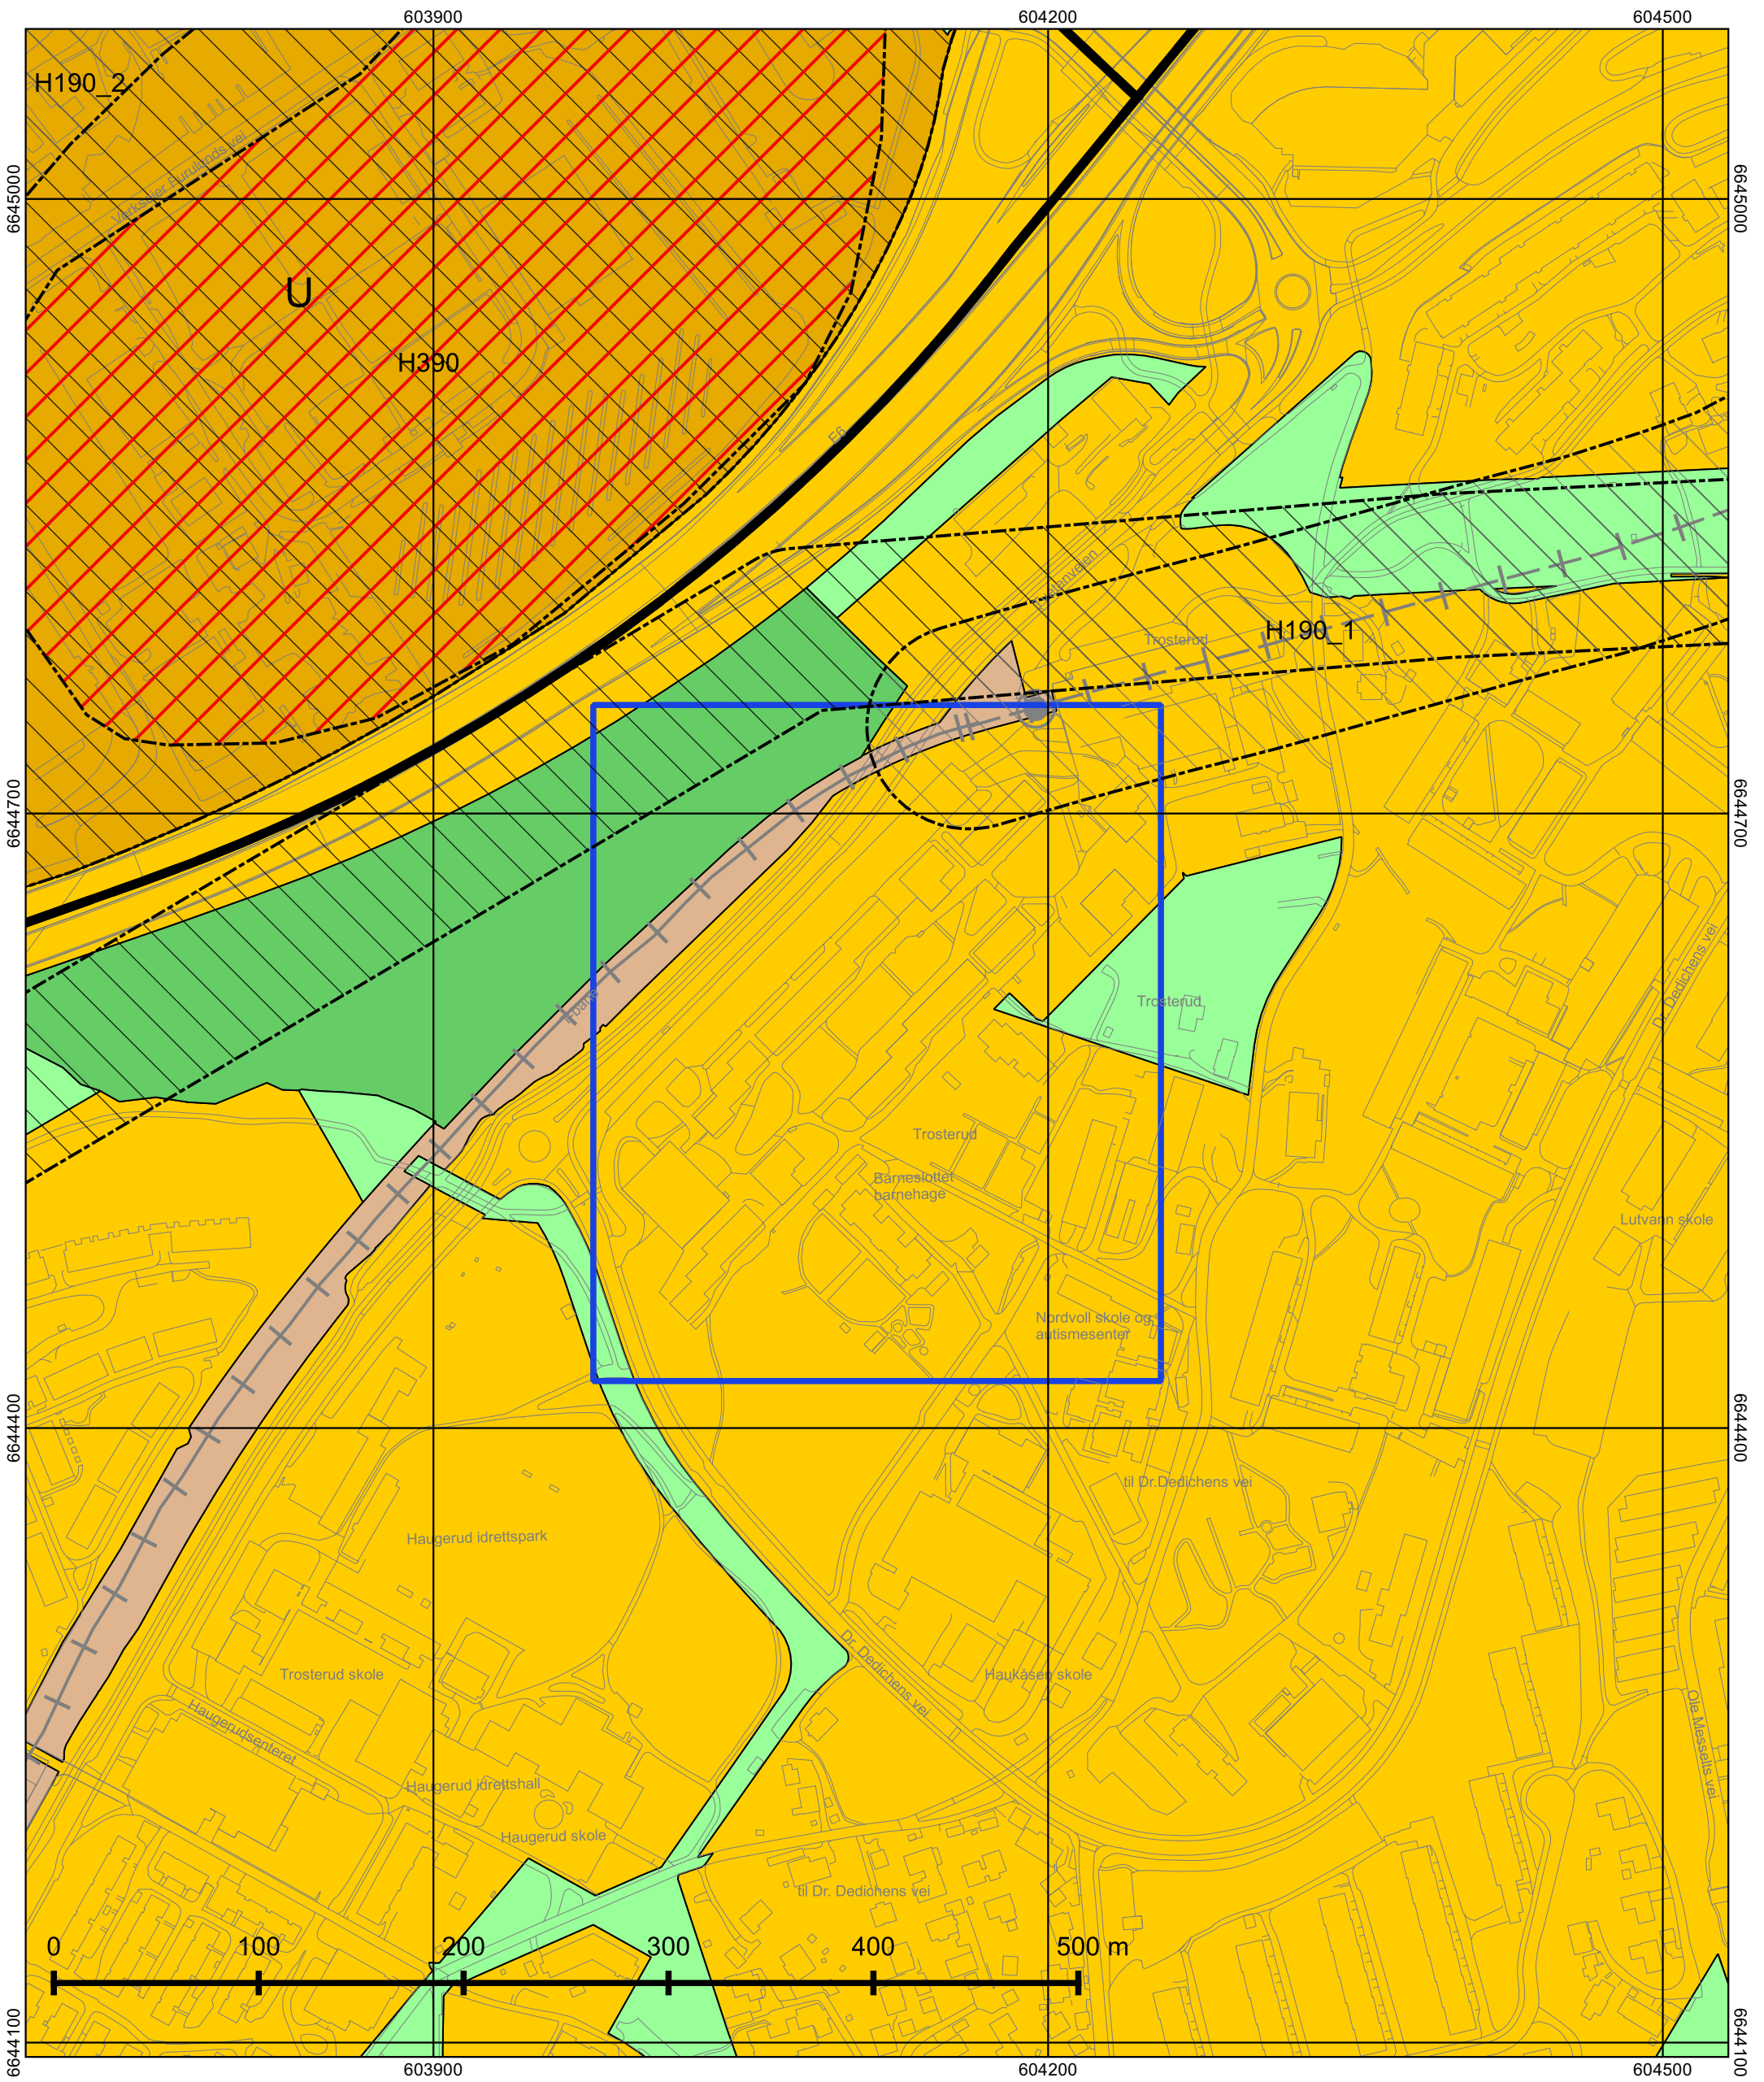 603900
604200
604500
H190_2
Verkseier Furulunds vei
6645000
6645000
U
H390
E6
H190_1
Trosterud
6644700
6644700
Dr. Dedichens vei
Trosterud
Trosterud
Barneslottet
barnehage
Lutvann skole
Nordvoll skole og
autismesenter
6644400
6644400
til Dr.Dedichens vei
Haugerud idrettspark
Dr. Dedichens vei
Trosterud skole
Haukåsen skole
Haugerudsenteret
Ole Messelts vei
Haugerud idrettshall
Haugerud skole
til Dr. Dedichens vei
0
100
200
300
400
500 m
6644100
6644100
603900
604200
604500